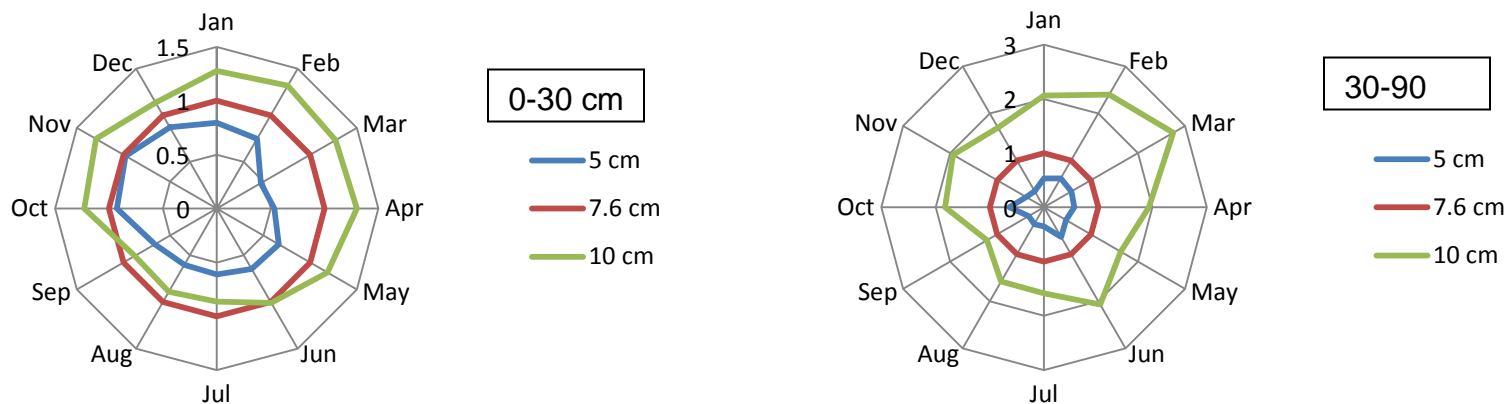 Jan
Feb
Mar
Apr
May
Jun
Jul
Aug
Sep
Oct
Nov
Dec
1.5
1
0.5
0
0-30 cm
5 cm
7.6 cm
10 cm
Jan
Feb
Mar
Apr
May
Jun
Jul
Aug
Sep
Oct
Nov
Dec
3
2
1
0
30-90
5 cm
7.6 cm
10 cm